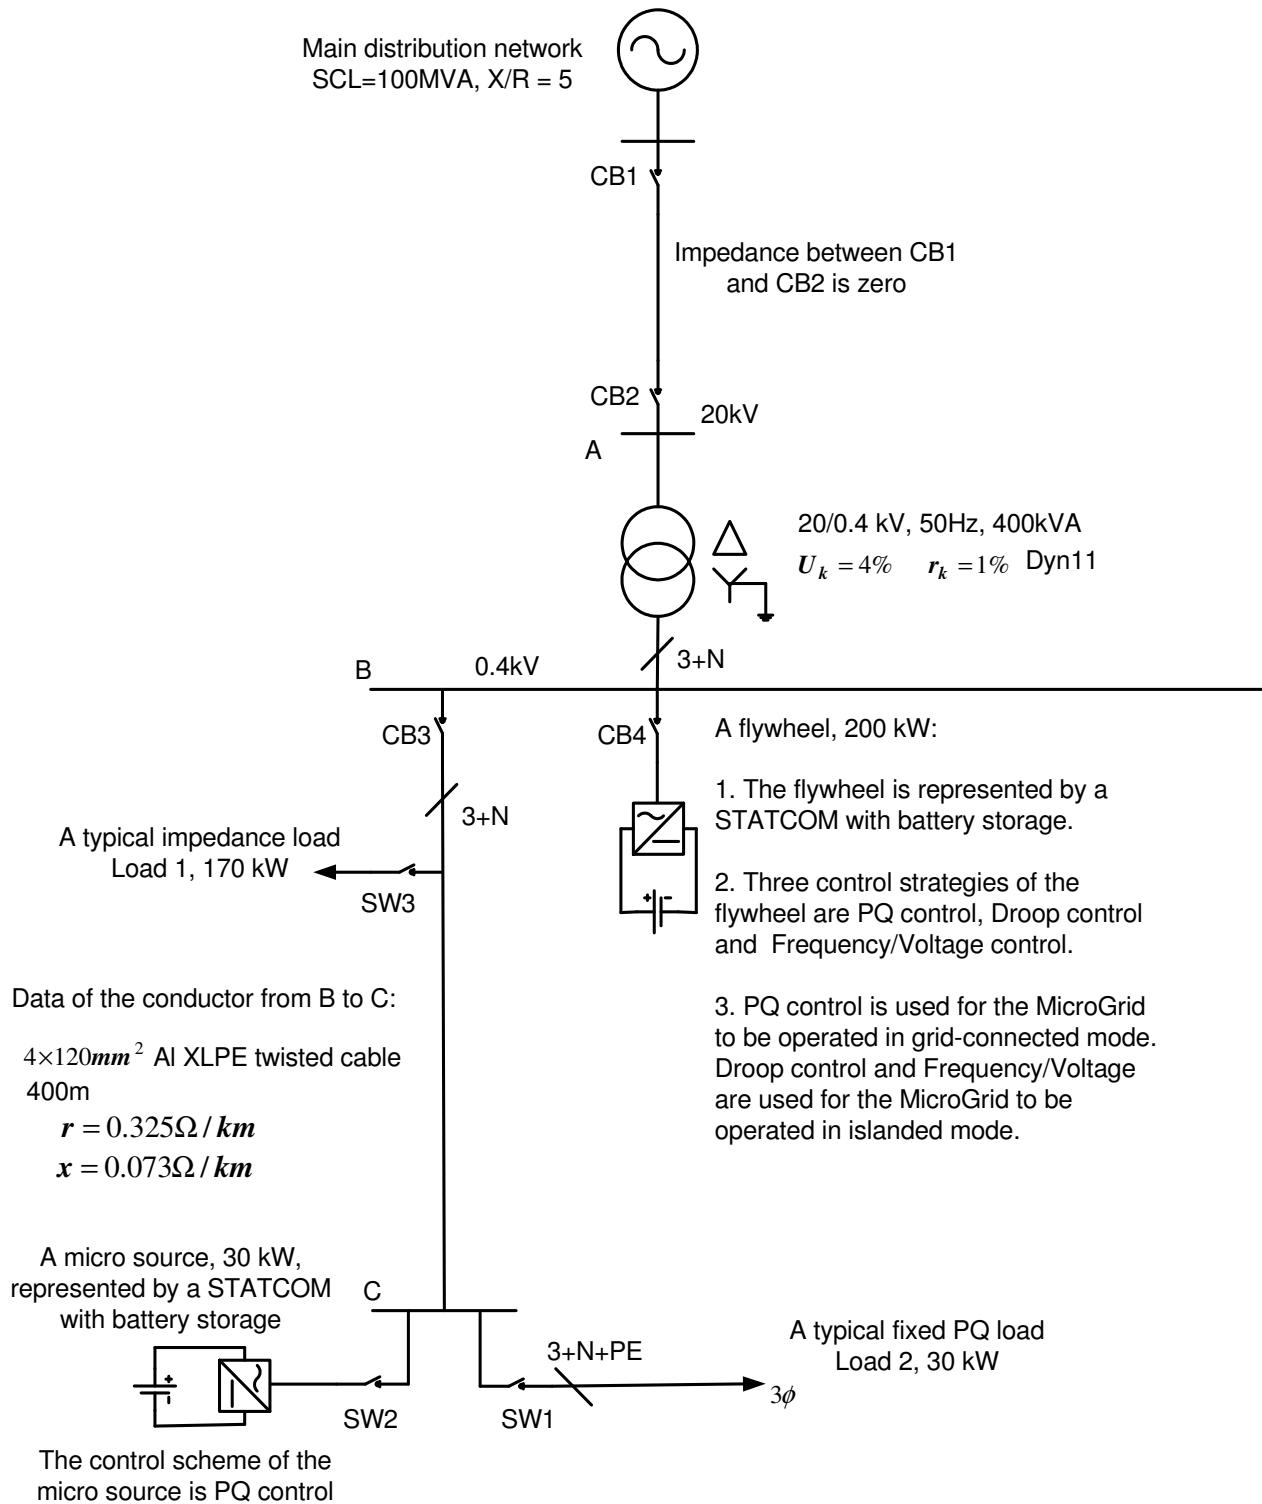 Main distribution network
SCL=100MVA, X/R = 5
CB1
Impedance between CB1
and CB2 is zero
CB2
20kV
A
20/0.4 kV, 50Hz, 400kVA
U_k = 4% r_k = 1% Dyn11
3+N
B
0.4kV
CB3
CB4
A flywheel, 200 kW:
1. The flywheel is represented by a
STATCOM with battery storage.
2. Three control strategies of the
flywheel are PQ control, Droop control
and Frequency/Voltage control.
3. PQ control is used for the MicroGrid
to be operated in grid-connected mode.
Droop control and Frequency/Voltage
are used for the MicroGrid to be
operated in islanded mode.
3+N
A typical impedance load
Load 1, 170 kW
SW3
Data of the conductor from B to C:
4×120mm² Al XLPE twisted cable
400m
r = 0.325Ω / km
x = 0.073Ω / km
A micro source, 30 kW,
represented by a STATCOM
with battery storage
C
3+N+PE
A typical fixed PQ load
Load 2, 30 kW
3ϕ
SW2
SW1
The control scheme of the
micro source is PQ control
+
-
+
-